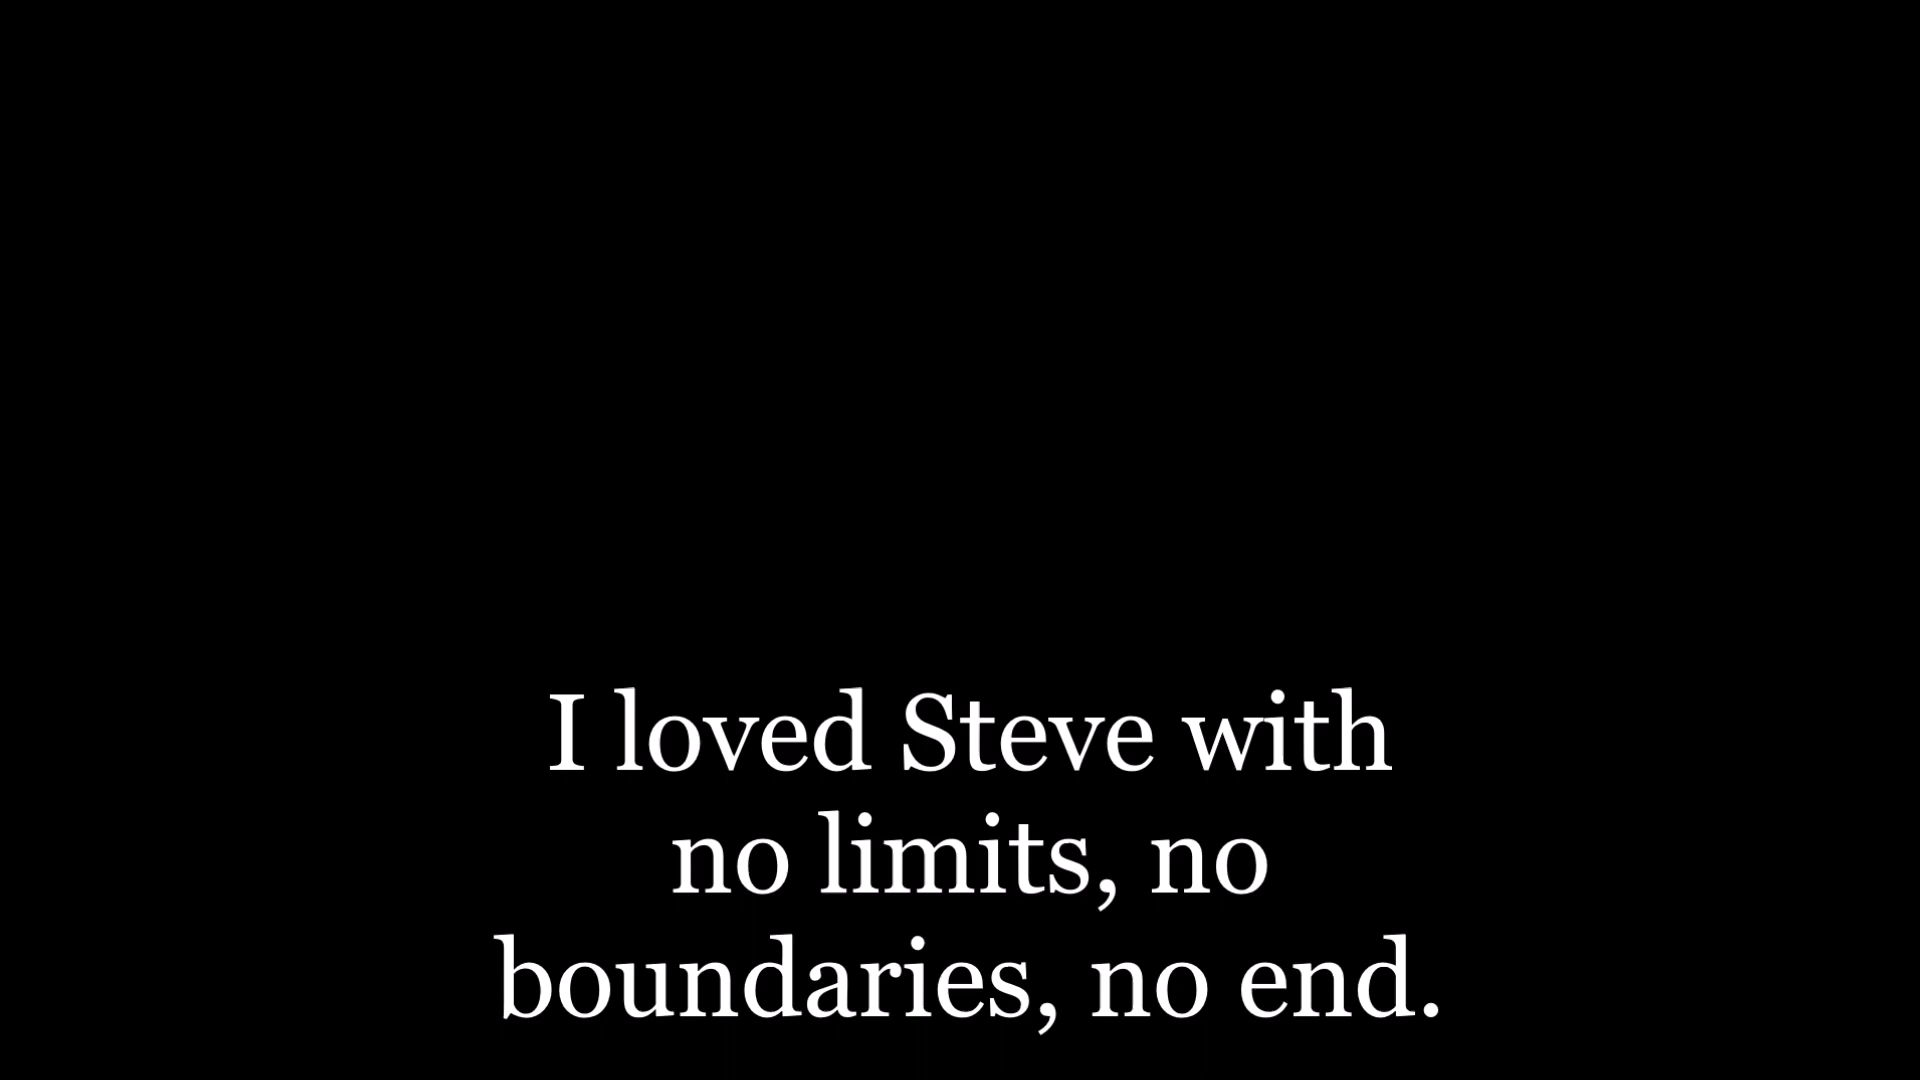 I loved Steve with
no limits, no
boundaries, no end.